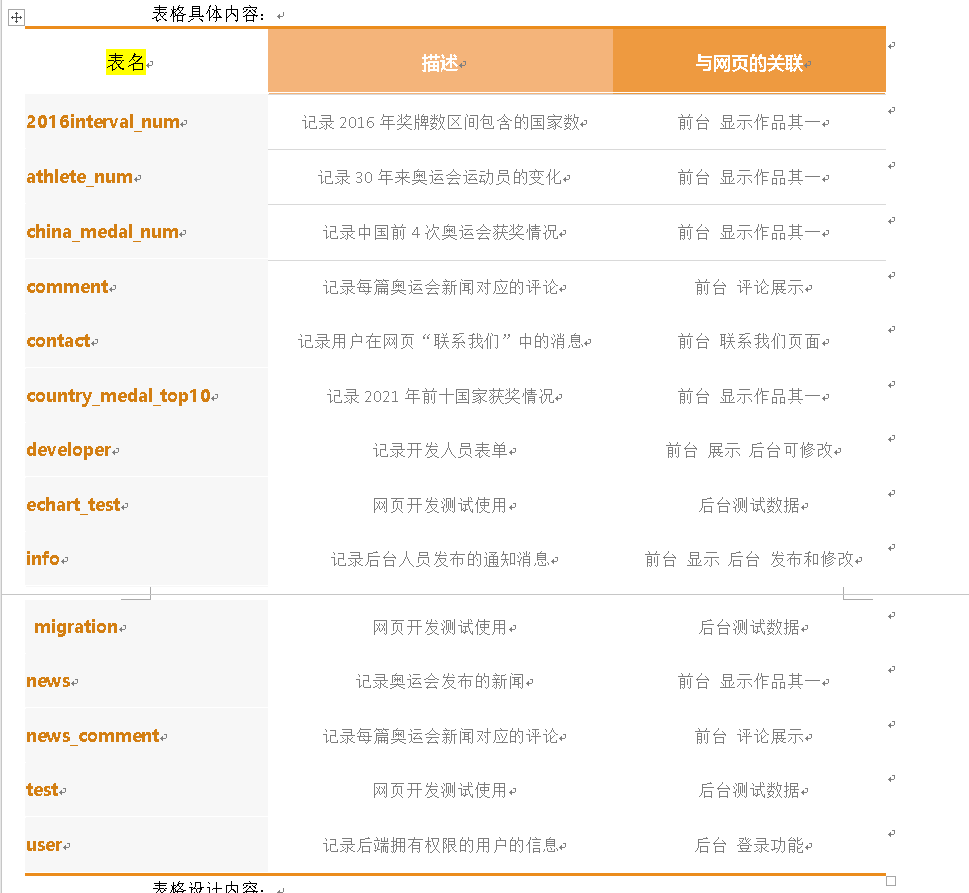 表格具体内容：
表名 描述 与网页的关联
2016interval_num 记录 2016 年奖牌数区间包含的国家数 前台 显示作品其一
athlete_num 记录 30 年来奥运会运动员的变化 前台 显示作品其一
china_medal_num 记录中国前 4 次奥运会获奖情况 前台 显示作品其一
comment 记录每篇奥运会新闻对应的评论 前台 评论展示
contact 记录用户在网页“联系我们”中的消息 前台 联系我们页面
country_medal_top10 记录 2021 年前十国家获奖情况 前台 显示作品其一
developer 记录开发人员表单 前台 展示 后台可修改
echart_test 网页开发测试使用 后台测试数据
info 记录后台人员发布的通知消息 前台 显示 后台 发布和修改
migration 网页开发测试使用 后台测试数据
news 记录奥运会发布的新闻 前台 显示作品其一
news_comment 记录每篇奥运会新闻对应的评论 前台 评论展示
test 网页开发测试使用 后台测试数据
user 记录后端拥有权限的用户的信息 后台 登录功能
表格设计内容：